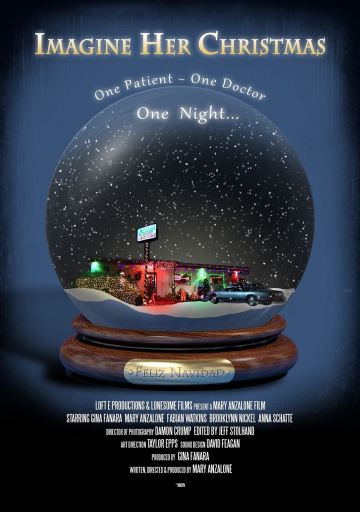 IMAGINE HER CHRISTMAS
One Patient ~ One Doctor
One Night...
FELIZ NAVIDAD
LOFT E PRODUCTIONS & LONESOME FILMS PRESENT A MARY ANZALONE FILM
STARRING GINA FANARA MARY ANZALONE FABIAN WATKINS BROOKLYNN NICKEL ANNA SCHATTE
DIRECTOR OF PHOTOGRAPHY DAMON CRUMP EDITED BY JEFF STOLHAND
ART DIRECTION TAYLOR EPPS SOUND DESIGN DAVID FEAGAN
PRODUCED BY GINA FANARA
WRITTEN, DIRECTED & PRODUCED BY MARY ANZALONE